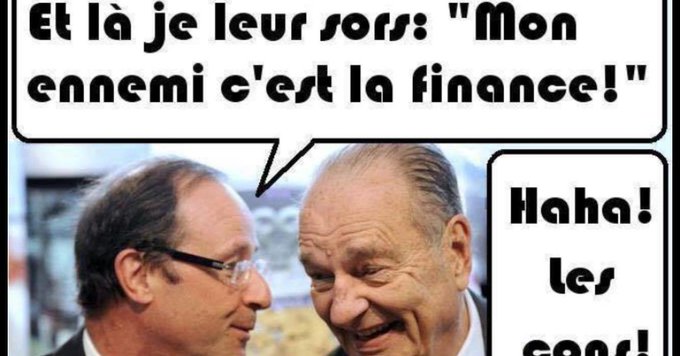 Et là je leur sors: "Mon
ennemi c'est la finance!"
Haha!
Les
cons!